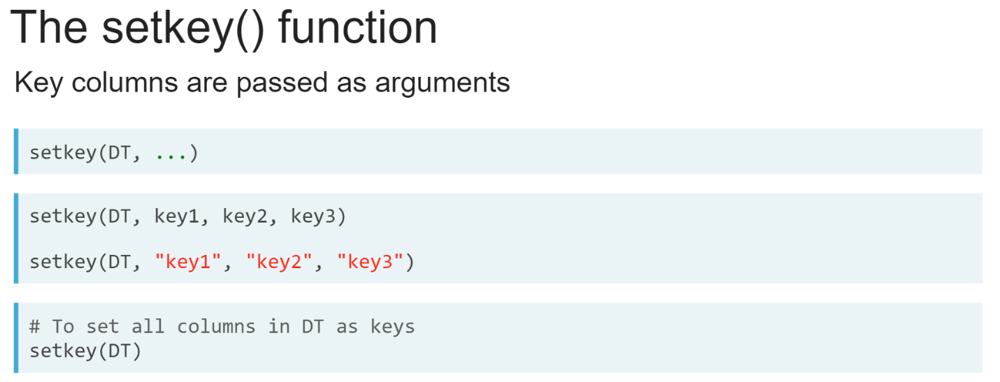 The setkey() function
Key columns are passed as arguments
setkey(DT, ...)
setkey(DT, key1, key2, key3)
setkey(DT, "key1", "key2", "key3")
# To set all columns in DT as keys
setkey(DT)